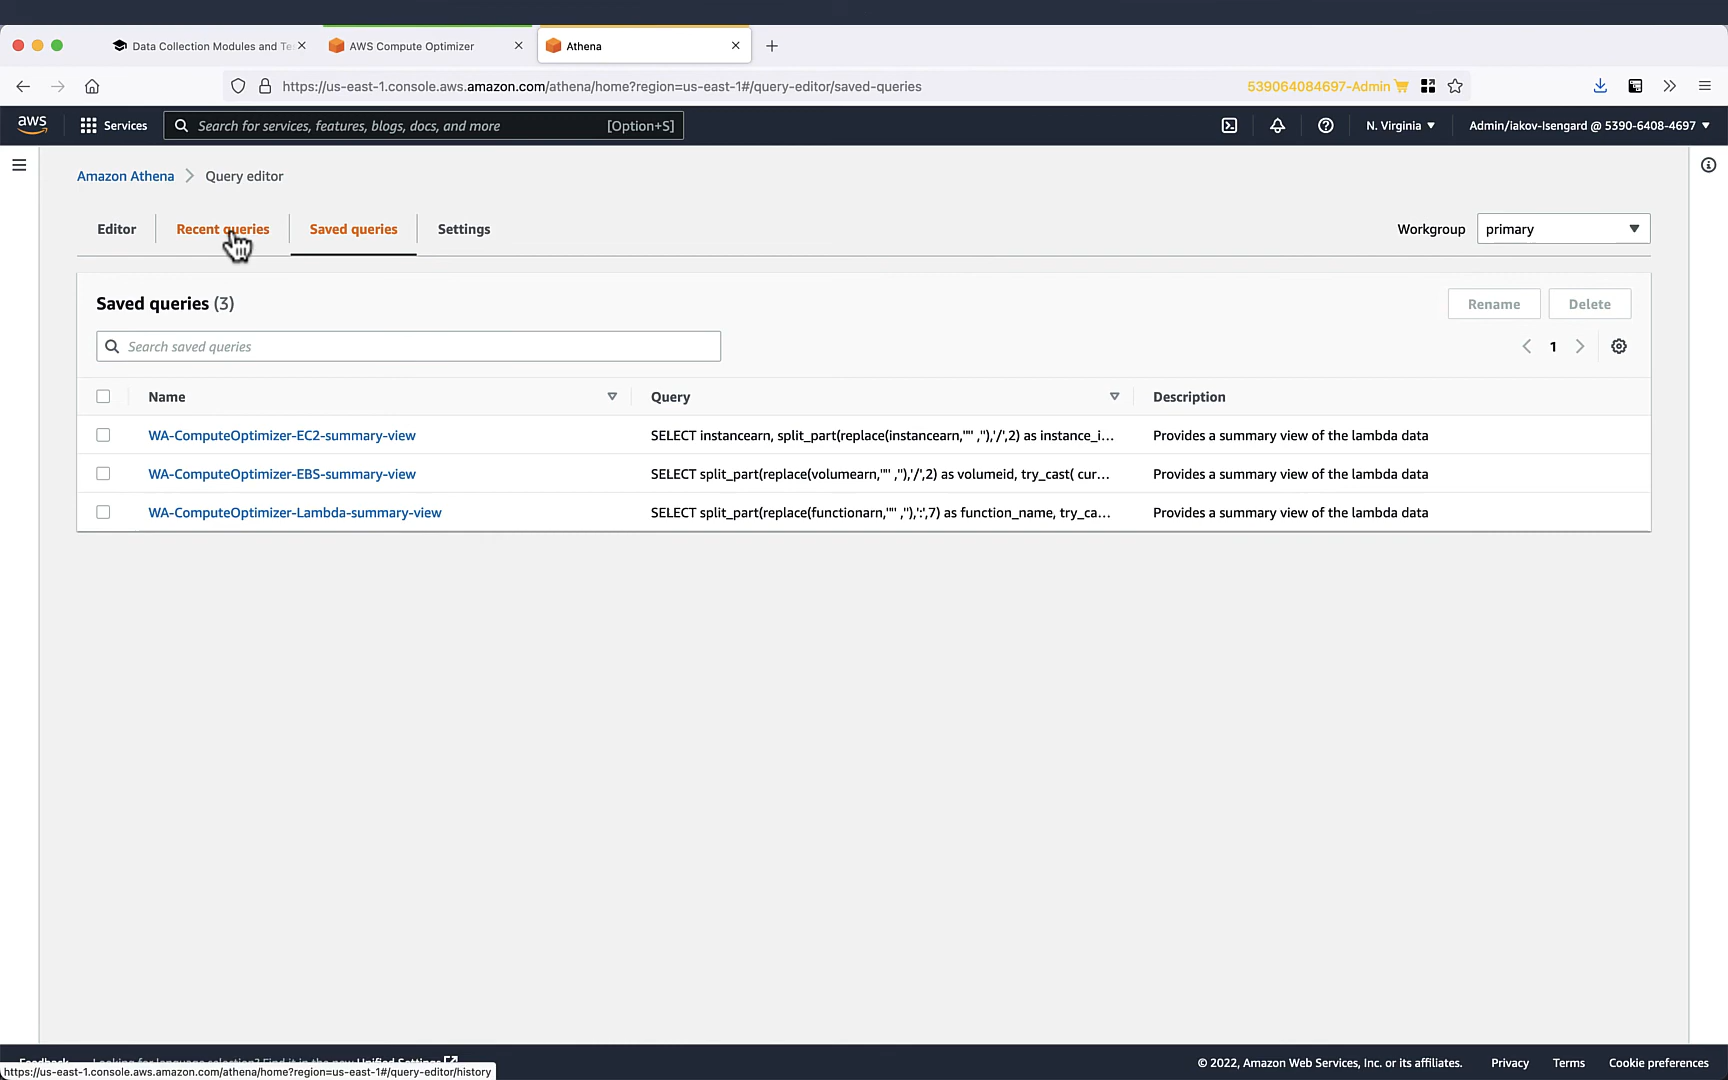 Data Collection Modules and Te
AWS Compute Optimizer
Athena
https://us-east-1.console.aws.amazon.com/athena/home?region=us-east-1#/query-editor/saved-queries
539064084697-Admin
aws
Services
Search for services, features, blogs, docs, and more
[Option+S]
N. Virginia
Admin/iakov-Isengard @ 5390-6408-4697
Amazon Athena
Query editor
Editor
Recent queries
Saved queries
Settings
Workgroup
primary
Saved queries (3)
Rename
Delete
Search saved queries
1
Name
Query
Description
WA-ComputeOptimizer-EC2-summary-view
SELECT instancearn, split_part(replace(instancearn,'"' ,''),'/',2) as instance_i...
Provides a summary view of the lambda data
WA-ComputeOptimizer-EBS-summary-view
SELECT split_part(replace(volumearn,'"' ,''),'/',2) as volumeid, try_cast( cur...
Provides a summary view of the lambda data
WA-ComputeOptimizer-Lambda-summary-view
SELECT split_part(replace(functionarn,'"' ,''),':',7) as function_name, try_ca...
Provides a summary view of the lambda data
Feedback
Looking for language selection? Find it in the new Unified Settings
© 2022, Amazon Web Services, Inc. or its affiliates.
Privacy
Terms
Cookie preferences
https://us-east-1.console.aws.amazon.com/athena/home?region=us-east-1#/query-editor/history